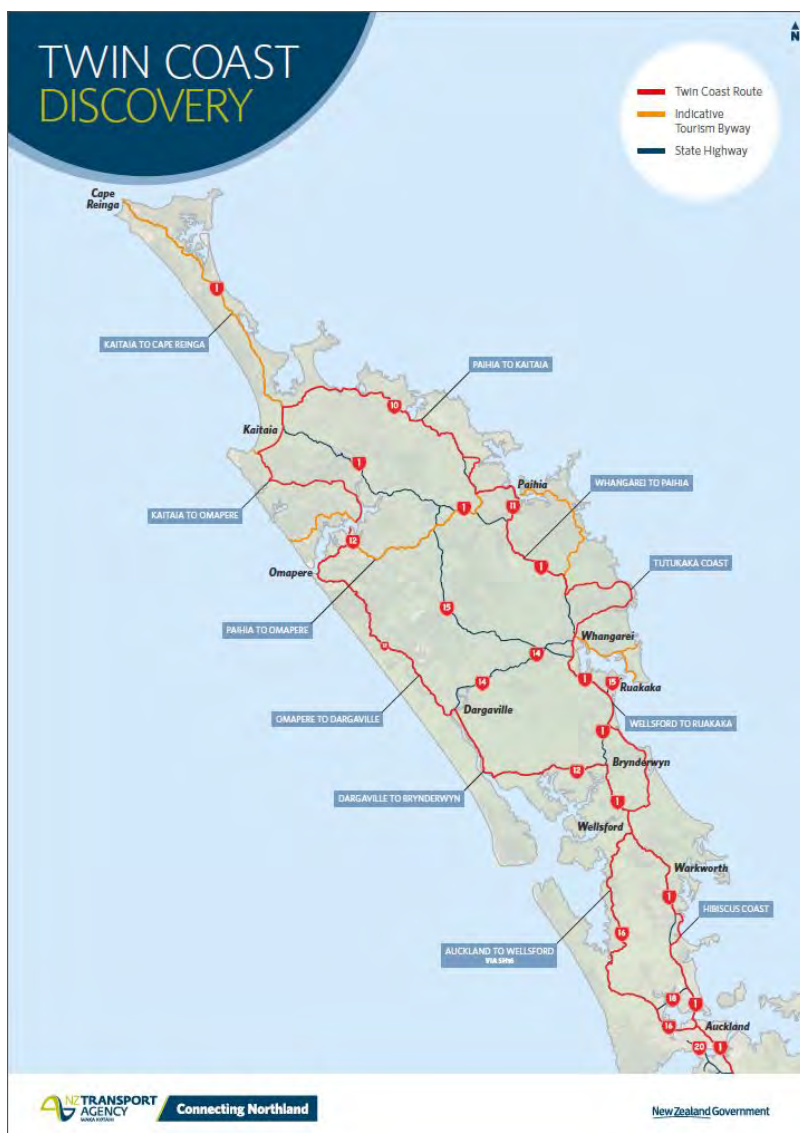 TWIN COAST
DISCOVERY
N
Twin Coast Route
Indicative
Tourism Byway
State Highway
Cape
Reinga
1
KAITAIA TO CAPE REINGA
PAIHIA TO KAITAIA
10
Kaitaia
1
Paihia
WHANGAREI TO PAIHIA
1
11
KAITAIA TO OMAPERE
12
1
TUTUKAKA COAST
Omapere
15
PAIHIA TO OMAPERE
Whangarei
14
12
1
15
14
Ruakaka
OMAPERE TO DARGAVILLE
Dargaville
WELLSFORD TO RUAKAKA
1
Brynderwyn
12
DARGAVILLE TO BRYNDERWYN
1
Wellsford
Warkworth
1
HIBISCUS COAST
16
AUCKLAND TO WELLSFORD
VIA SH16
18
1
16
Auckland
20
1
NZ TRANSPORT
AGENCY
WAKA KOTAHI
Connecting Northland
New Zealand Government